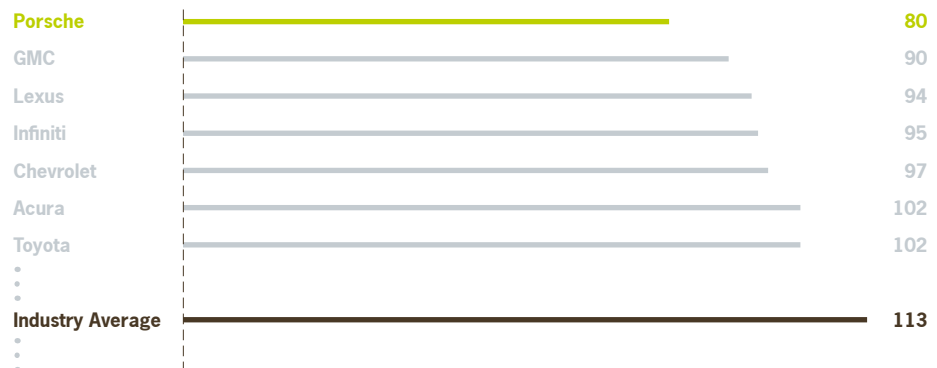 Porsche 80
GMC 90
Lexus 94
Infiniti 95
Chevrolet 97
Acura 102
Toyota 102
Industry Average 113